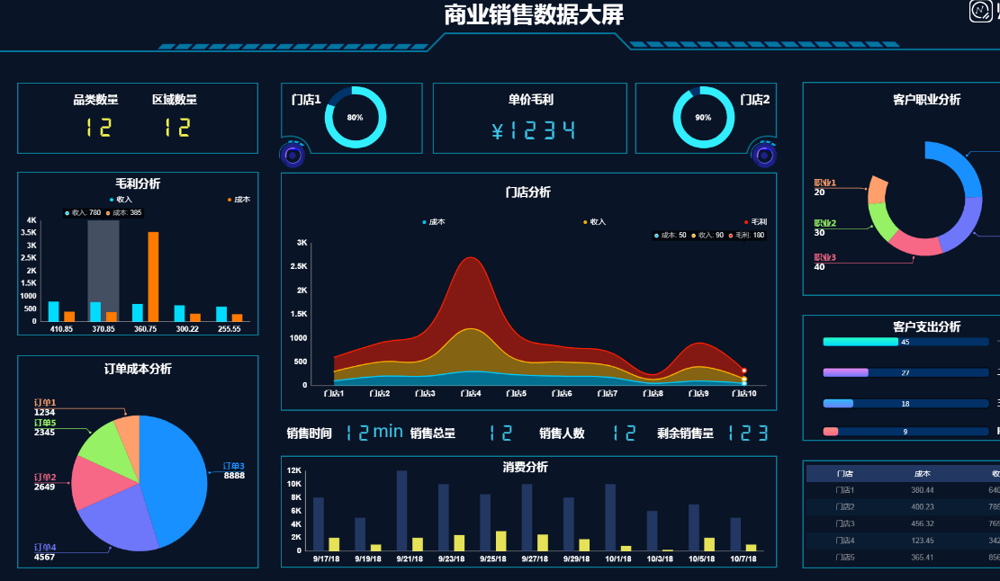 商业销售数据大屏
品类数量 区域数量
12 12
门店1
80%
单价毛利
¥1234
90%
门店2
毛利分析
收入 成本
收入: 780 成本: 385
4K
3.5K
3K
2.5K
2K
1.5K
1000
500
0
410.85 370.85 360.75 300.22 255.55
订单成本分析
订单1
1234
订单5
2345
订单3
8888
订单2
2649
订单4
4567
门店分析
成本 收入 毛利
成本: 50 收入: 90 毛利: 180
3K
2.5K
2K
1.5K
1000
500
0
门店1 门店2 门店3 门店4 门店5 门店6 门店7 门店8 门店9 门店10
销售时间 12min 销售总量 12 销售人数 12 剩余销售量 123
消费分析
12K
10K
8K
6K
4K
2K
0
9/17/18 9/19/18 9/21/18 9/23/18 9/25/18 9/27/18 9/29/18 10/1/18 10/3/18 10/5/18 10/7/18
客户职业分析
职业1
20
职业2
30
职业3
40
客户支出分析
45
27
18
9
门店 成本
门店1 380.44 640
门店2 400.23 785
门店3 456.32 765
门店4 123.45 342
门店5 365.41 856